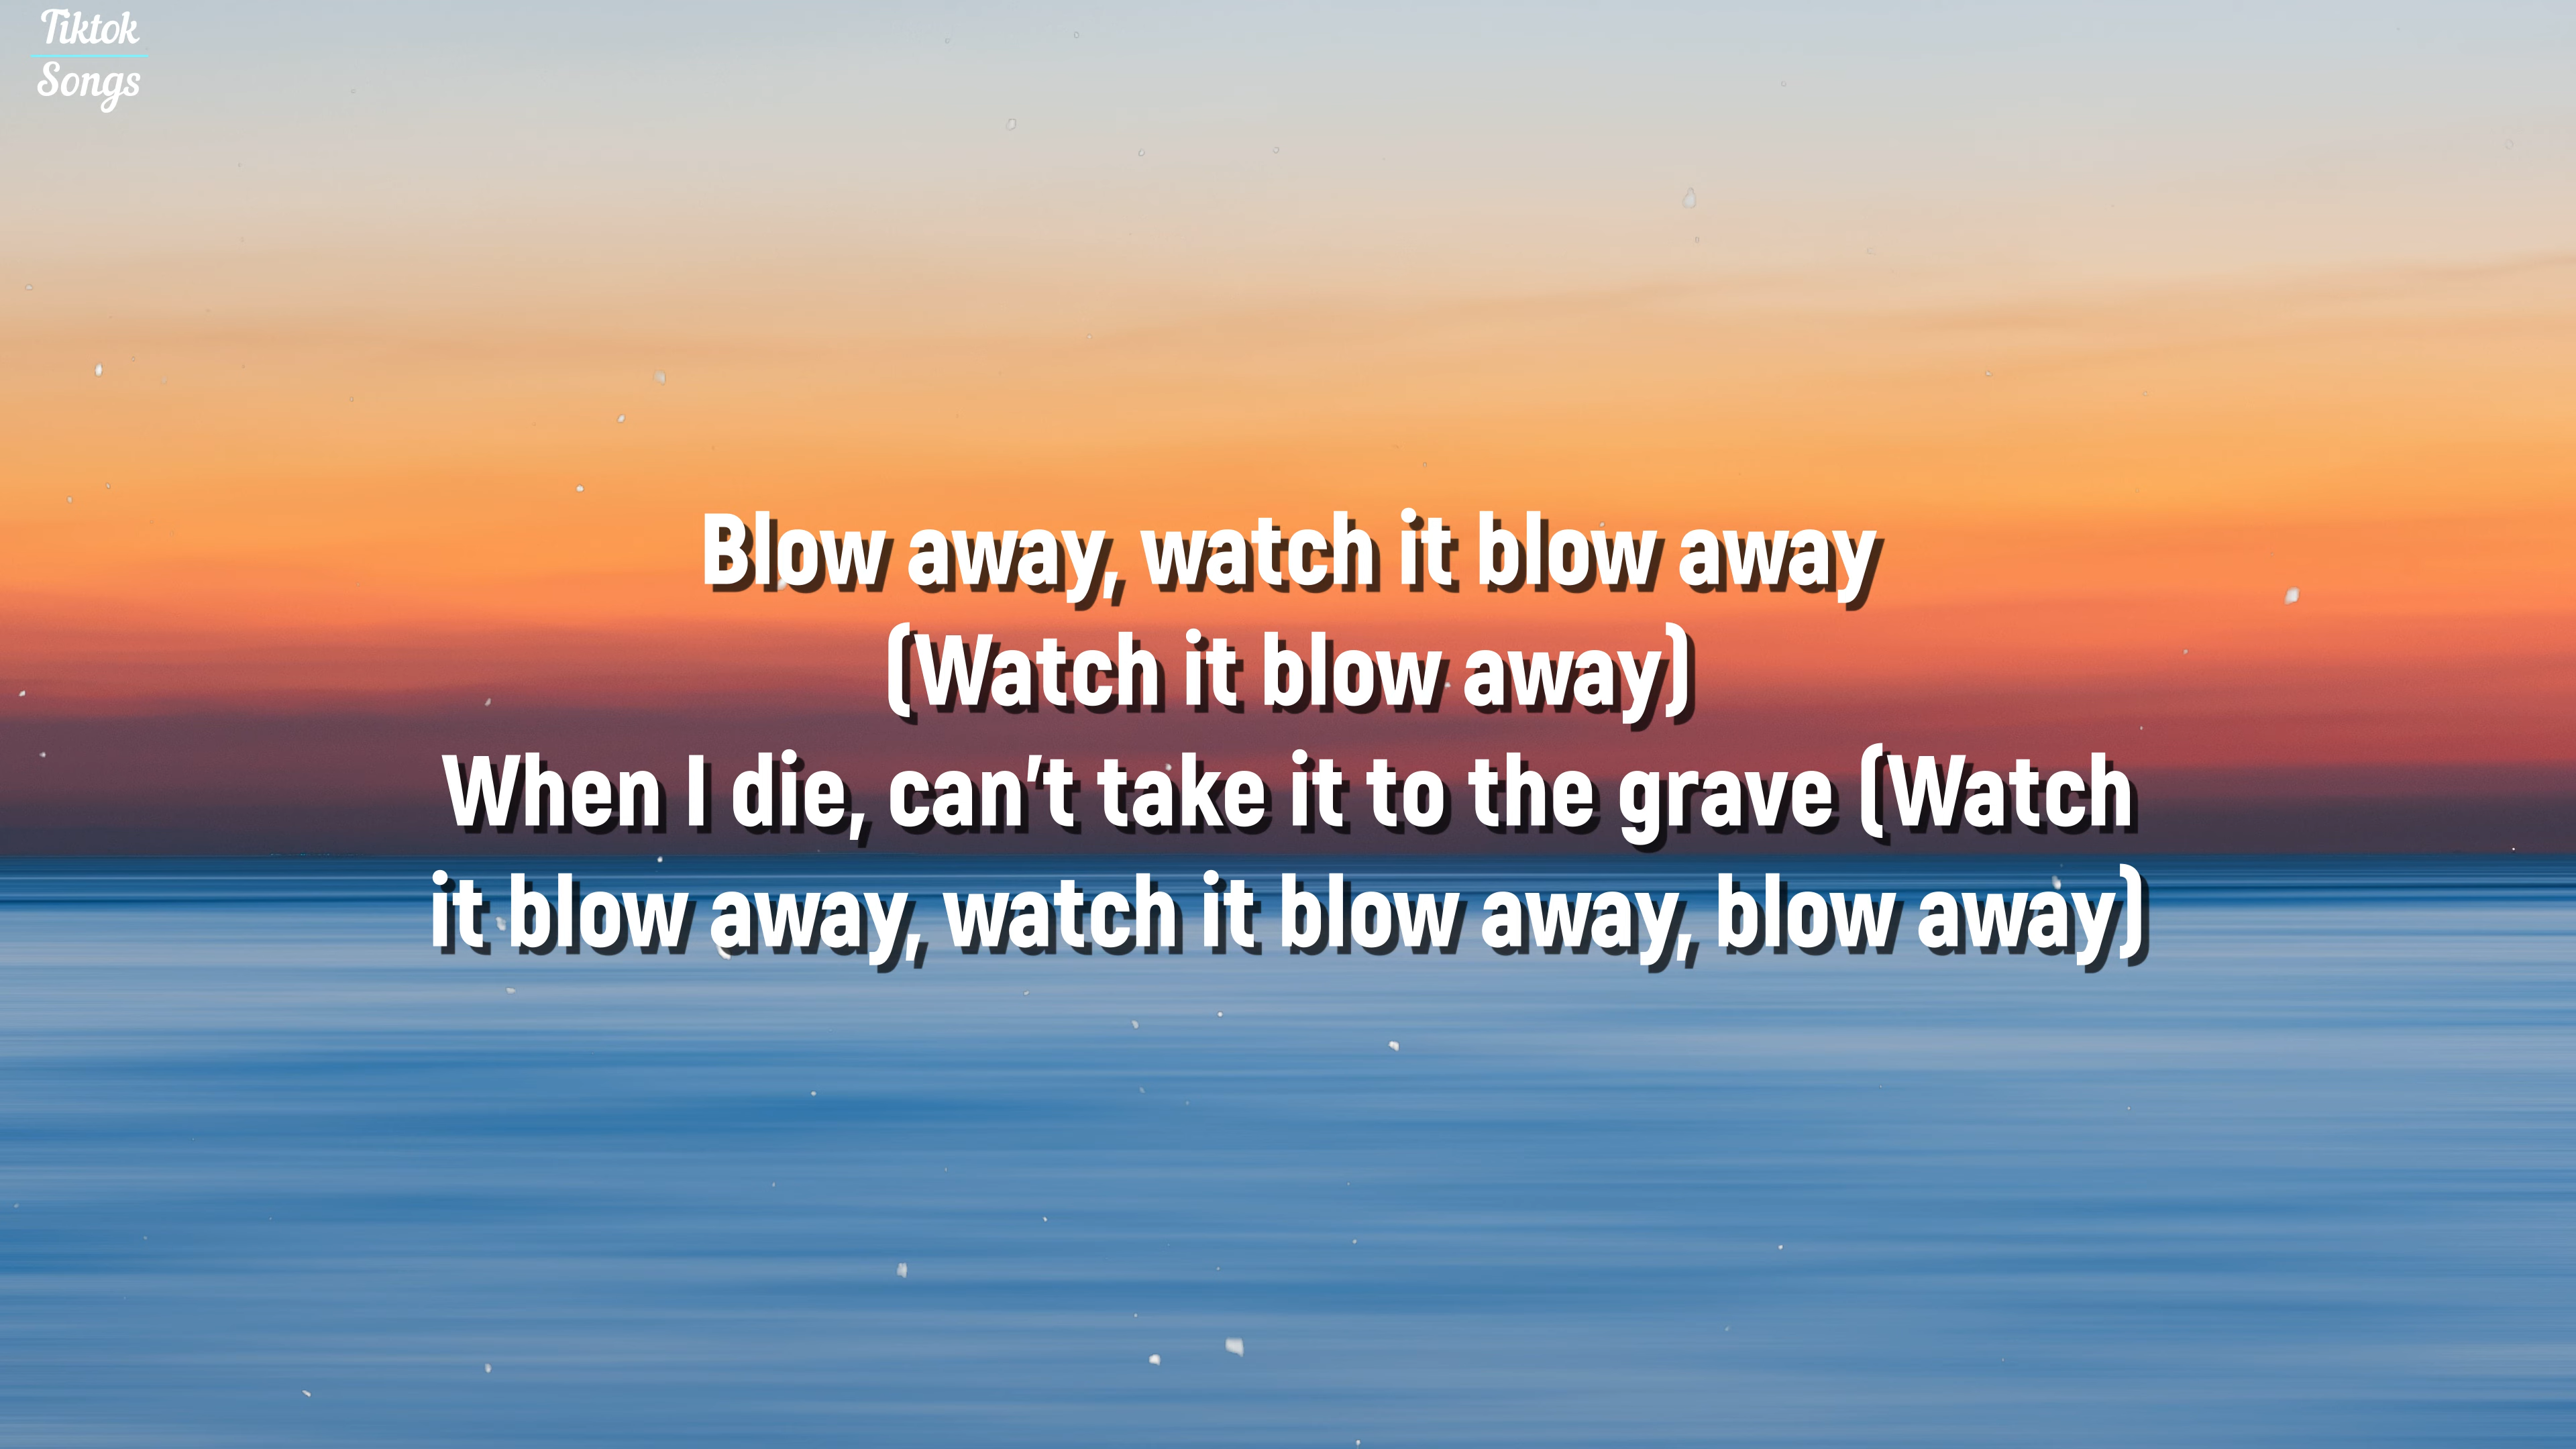 Tiktok
Songs
Blow away, watch it blow away
(Watch it blow away)
When I die, can't take it to the grave (Watch
it blow away, watch it blow away, blow away)